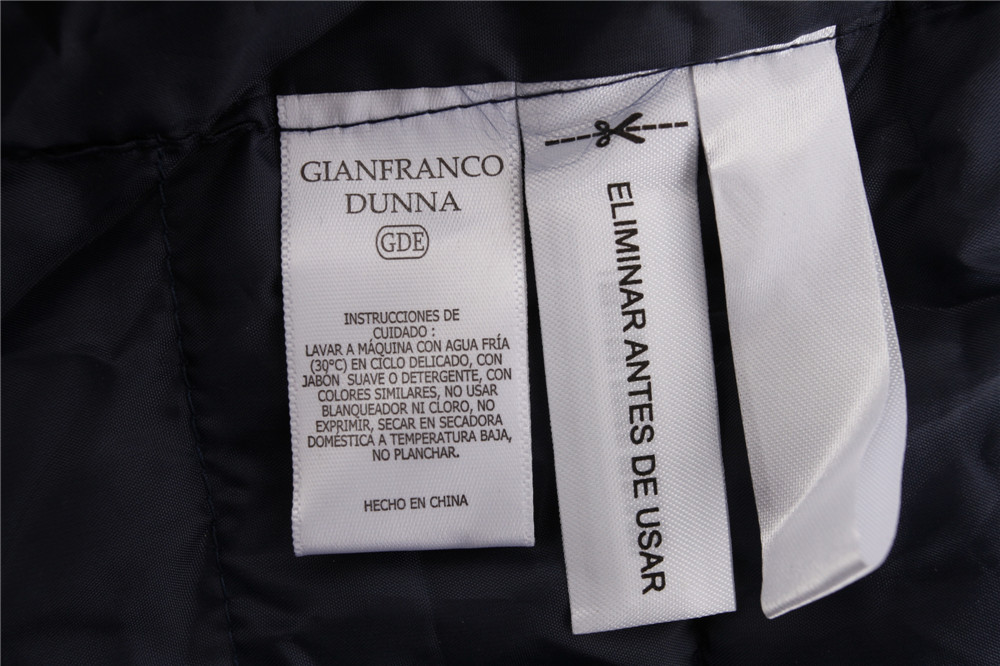 GIANFRANCO
DUNNA
GDE
INSTRUCCIONES DE
CUIDADO :
LAVAR A MÁQUINA CON AGUA FRÍA
(30°C) EN CICLO DELICADO, CON
JABÓN SUAVE O DETERGENTE, CON
COLORES SIMILARES, NO USAR
BLANQUEADOR NI CLORO, NO
EXPRIMIR, SECAR EN SECADORA
DOMÉSTICA A TEMPERATURA BAJA,
NO PLANCHAR.
HECHO EN CHINA
ELIMINAR ANTES DE USAR